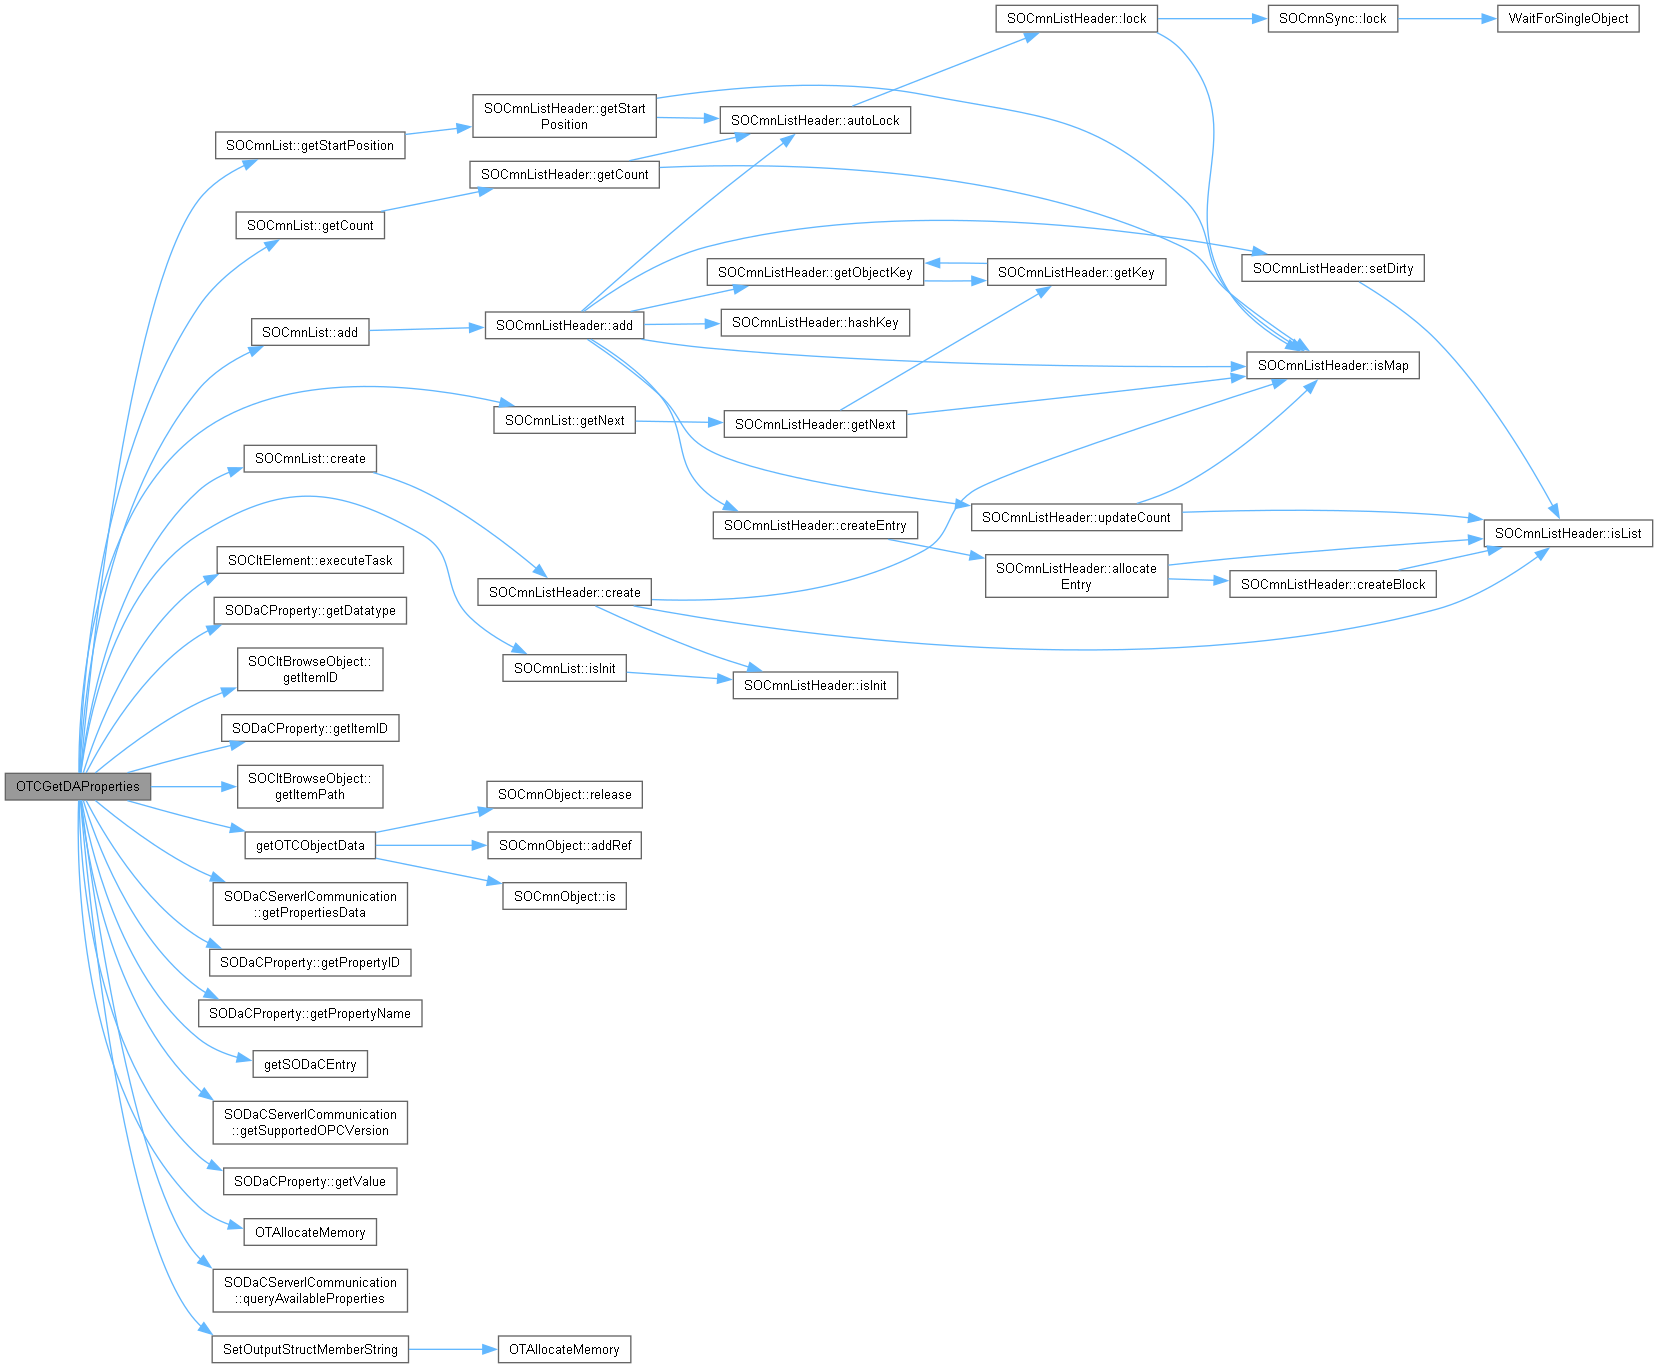 SOCmnListHeader::lock
SOCmnSync::lock
WaitForSingleObject
SOCmnListHeader::getStart
Position
SOCmnListHeader::autoLock
SOCmnList::getStartPosition
SOCmnListHeader::getCount
SOCmnList::getCount
SOCmnListHeader::setDirty
SOCmnListHeader::getObjectKey
SOCmnListHeader::getKey
SOCmnListHeader::hashKey
SOCmnList::add
SOCmnListHeader::add
SOCmnListHeader::isMap
SOCmnList::getNext
SOCmnListHeader::getNext
SOCmnList::create
SOCmnListHeader::updateCount
SOCmnListHeader::createEntry
SOCmnListHeader::isList
SOCltElement::executeTask
SOCmnListHeader::allocate
Entry
SOCmnListHeader::createBlock
SOCmnListHeader::create
SODaCProperty::getDatatype
SOCltBrowseObject::
getItemID
SOCmnList::isInit
SOCmnListHeader::isInit
SODaCProperty::getItemID
OTCGetDAProperties
SOCltBrowseObject::
getItemPath
SOCmnObject::release
getOTCObjectData
SOCmnObject::addRef
SOCmnObject::is
SODaCServerICommunication
::getPropertiesData
SODaCProperty::getPropertyID
SODaCProperty::getPropertyName
getSODaCEntry
SODaCServerICommunication
::getSupportedOPCVersion
SODaCProperty::getValue
OTAllocateMemory
SODaCServerICommunication
::queryAvailableProperties
SetOutputStructMemberString
OTAllocateMemory